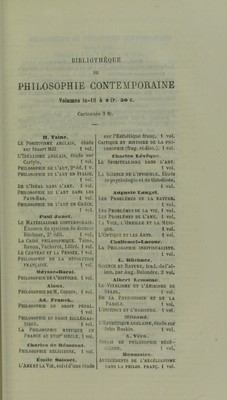 BIBLIOTHÈQUE
DE
PHILOSOPHIE CONTEMPORAINE
Volumes in-18 à 2 fr. 50 c.
Cartonnés 3 fr.
H. Taine.
LE POSITIVISME ANGLAIS, étude
sur Stuart Mill. 1 vol.
L'IDÉALISME ANGLAIS, étude sur
Carlyle. 1 vol.
PHILOSOPHIE DE L'ART, 2e éd. 1 v.
PHILOSOPHIE DE L'ART EN ITALIE.
1 vol.
DE L'IDÉAL DANS L'ART. 1 vol.
PHILOSOPHIE DE L'ART DANS LES
PAYS-BAS. 1 vol.
PHILOSOPHIE DE L'ART EN GRÈCE.
1 vol.
Paul Janet.
LE MATÉRIALISME CONTEMPORAIN
Examen du système du docteur
Büchner, 2e édit. 1 vol.
LA CRISE PHILOSOPHIQUE. Taine,
Renan, Vacherot, Littré. 1 vol.
LE CERVEAU ET LA PENSÉE. 1 vol.
PHILOSOPHIE DE LA RÉVOLUTION
FRANÇAISE.
Odysse-Barot.
PHILOSOPHIE DE L'HISTOIRE. 1 vol.
Alaux.
PHILOSOPHIE DE M. COUSIN. 1 vol.
Ad. Franck.
PHILOSOPHIE DU DROIT PÉNAL.
1 vol.
PHILOSOPHIE DU DROIT ECCLÉSIAS-
TIQUE. 1 vol.
LA PHILOSOPHIE MYSTIQUE EN
FRANCE AU XVIIIe SIÈCLE. 1 vol.
Charles de Rémusat.
PHILOSOPHIE RELIGIEUSE. 1 vol.
Émile Saisset.
L'AME ET LA VIE, suivi d'une étude
sur l'Esthétique franç. 1 vol.
CRITIQUE ET HISTOIRE DE LA PHI-
LOSOPHIE 1 vol.
Charles Lévêque.
LE SPIRITUALISME DANS L'ART.
1 vol.
LA SCIENCE DE L'INVISIBLE. Étude
de psychologie et de théodicée.
1 vol.
Auguste Laugel.
LES PROBLÈMES DE LA NATURE.
1 vol.
LES PROBLÈMES DE LA VIE. 1 vol.
LES PROBLÈMES DE L'AME. 1 vol.
LA VOIX, L'OREILLE ET LA MUSI-
QUE. 1 vol.
L'OPTIQUE ET LES ARTS. 1 vol.
Challemel-Lacour.
LA PHILOSOPHIE INDIVIDUALISTE.
1 vol.
L. Büchner.
SCIENCE ET NATURE, trad. de l'al-
lem. par Aug. Delondre. 2 vol.
Albert Lemoine.
LE VITALISME ET L'ANIMISME DE
STAHL. 1 vol.
DE LA PHYSIONOMIE ET DE LA
PAROLE. 1 vol.
L'HABITUDE ET L'INSTINCT. 1 vol.
Milsand.
L'ESTHÉTIQUE ANGLAISE, étude sur
John Ruskin. 1 vol.
A. Véra.
ESSAIS DE PHILOSOPHIE HÉGÉ-
LIENNE. 1 vol.
Beaussire.
ANTÉCÉDENTS DE L'HÉGÉLIANISME
DANS LA PHILOS. FRANÇ. 1 vol.